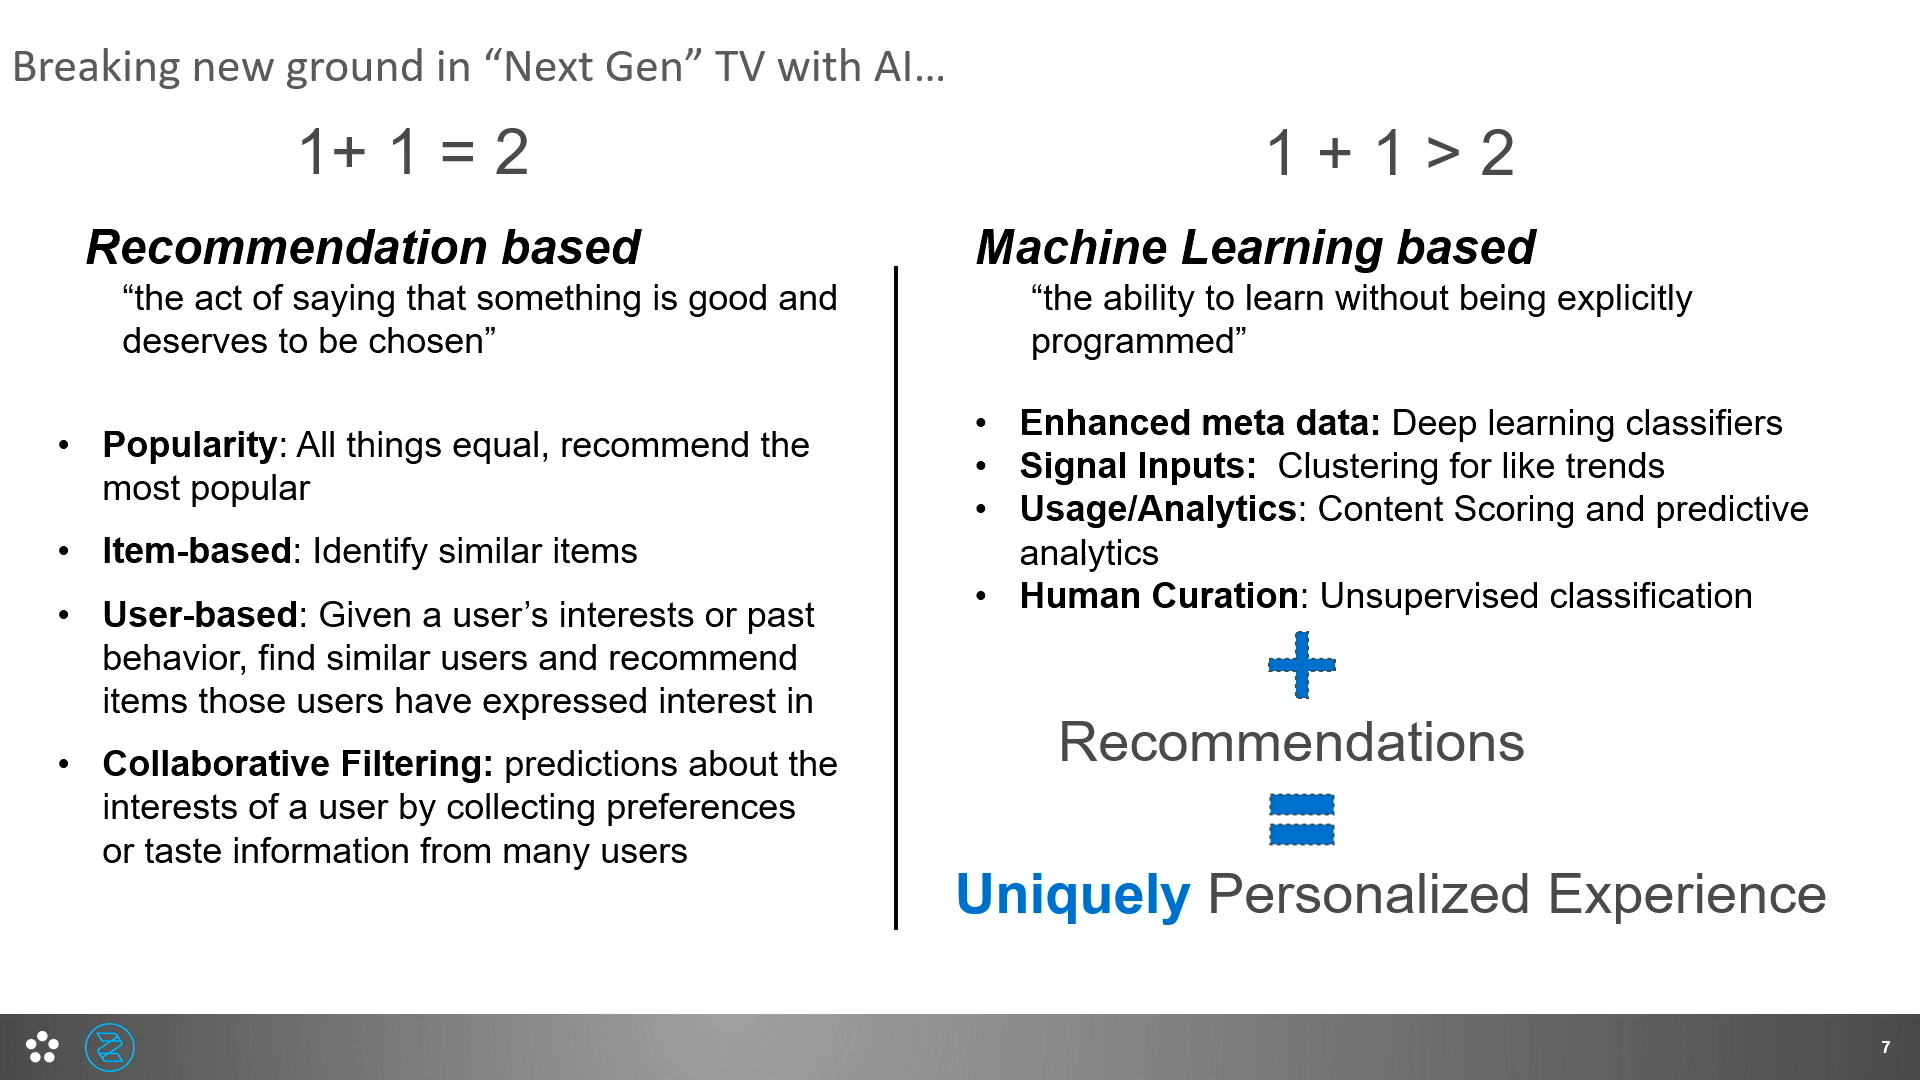 Breaking new ground in “Next Gen” TV with AI…
1+ 1 = 2
Recommendation based
“the act of saying that something is good and
deserves to be chosen”
• Popularity: All things equal, recommend the
most popular
• Item-based: Identify similar items
• User-based: Given a user’s interests or past
behavior, find similar users and recommend
items those users have expressed interest in
• Collaborative Filtering: predictions about the
interests of a user by collecting preferences
or taste information from many users
1 + 1 > 2
Machine Learning based
“the ability to learn without being explicitly
programmed”
• Enhanced meta data: Deep learning classifiers
• Signal Inputs:  Clustering for like trends
• Usage/Analytics: Content Scoring and predictive
analytics
• Human Curation: Unsupervised classification
+
Recommendations
=
Uniquely Personalized Experience
7